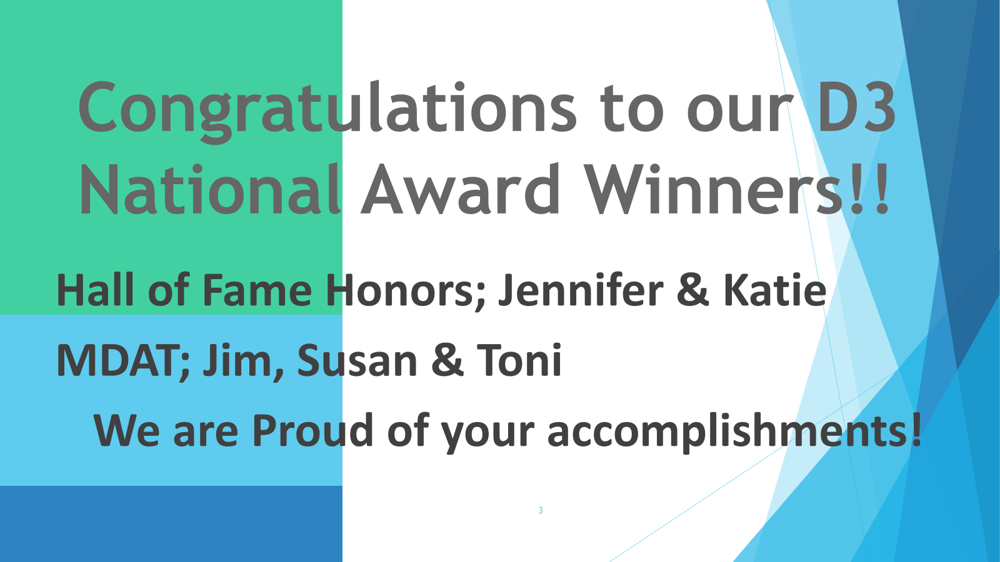 Congratulations to our D3
National Award Winners!!
Hall of Fame Honors; Jennifer & Katie
MDAT; Jim, Susan & Toni
We are Proud of your accomplishments!
3